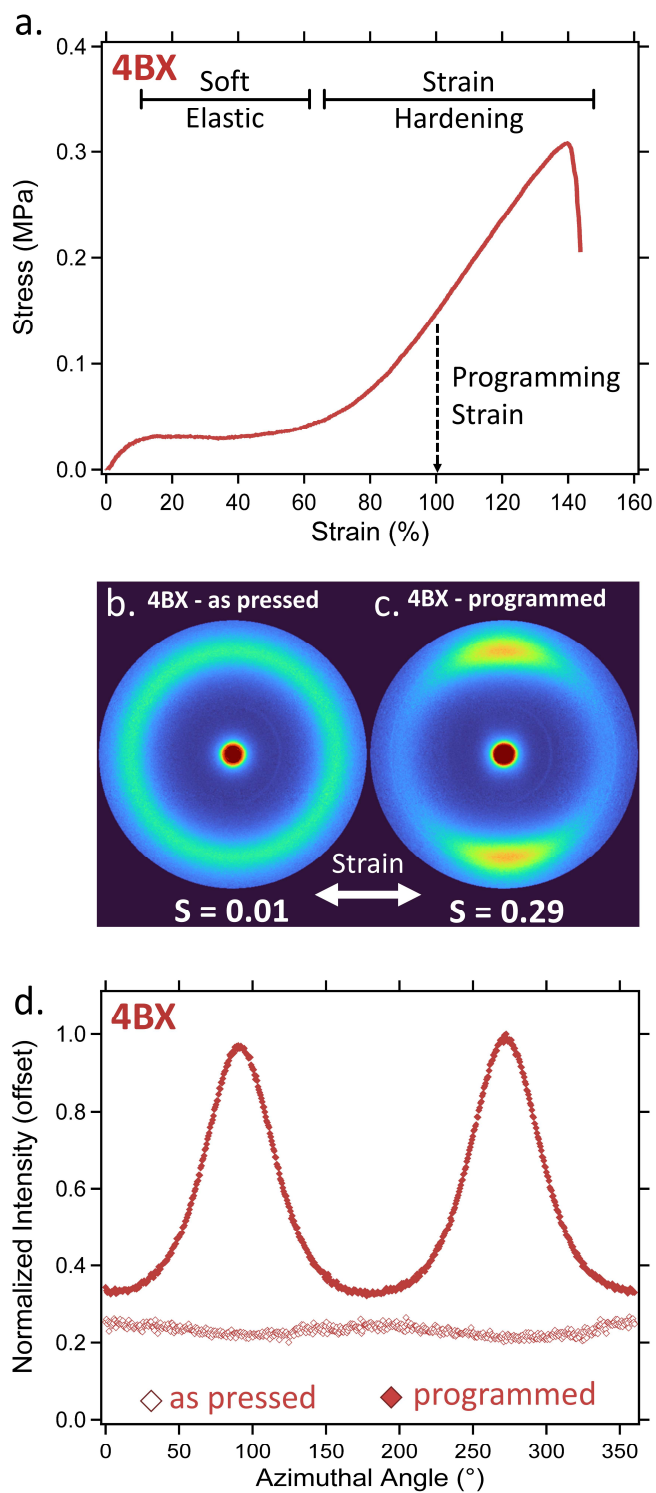 a.
4BX
Soft
Elastic
Strain
Hardening
0.4
0.3
0.2
0.1
0.0
Stress (MPa)
Programming
Strain
0 20 40 60 80 100 120 140 160
Strain (%)
b. 4BX - as pressed
c. 4BX - programmed
Strain
S = 0.01
S = 0.29
d.
4BX
1.0
0.8
0.6
0.4
0.2
0.0
Normalized Intensity (offset)
as pressed
programmed
0 50 100 150 200 250 300 350
Azimuthal Angle (°)